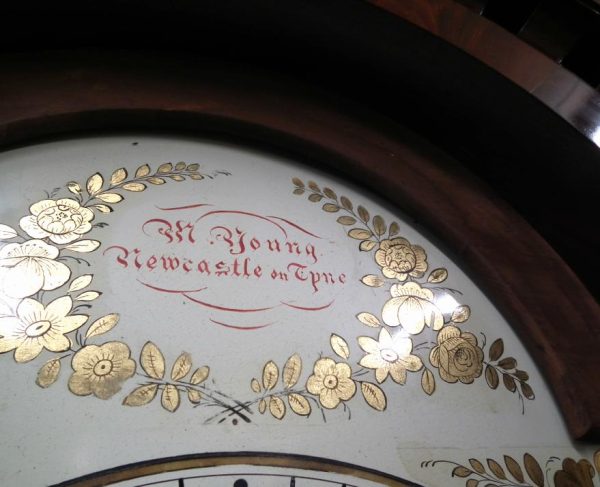 M. Young.
Newcastle on Tyne